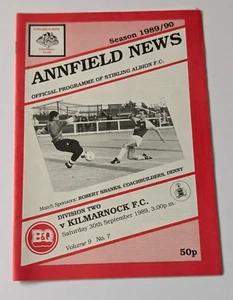 Season 1989/90
ANNFIELD NEWS
OFFICIAL PROGRAMME OF STIRLING ALBION F.C.
Match Sponsors: ROBERT SHANKS, COACHBUILDERS, DENNY
DIVISION TWO
v KILMARNOCK F.C.
Saturday 30th September 1989, 3.00p.m.
B&Q
Volume 9 No. 7
50p